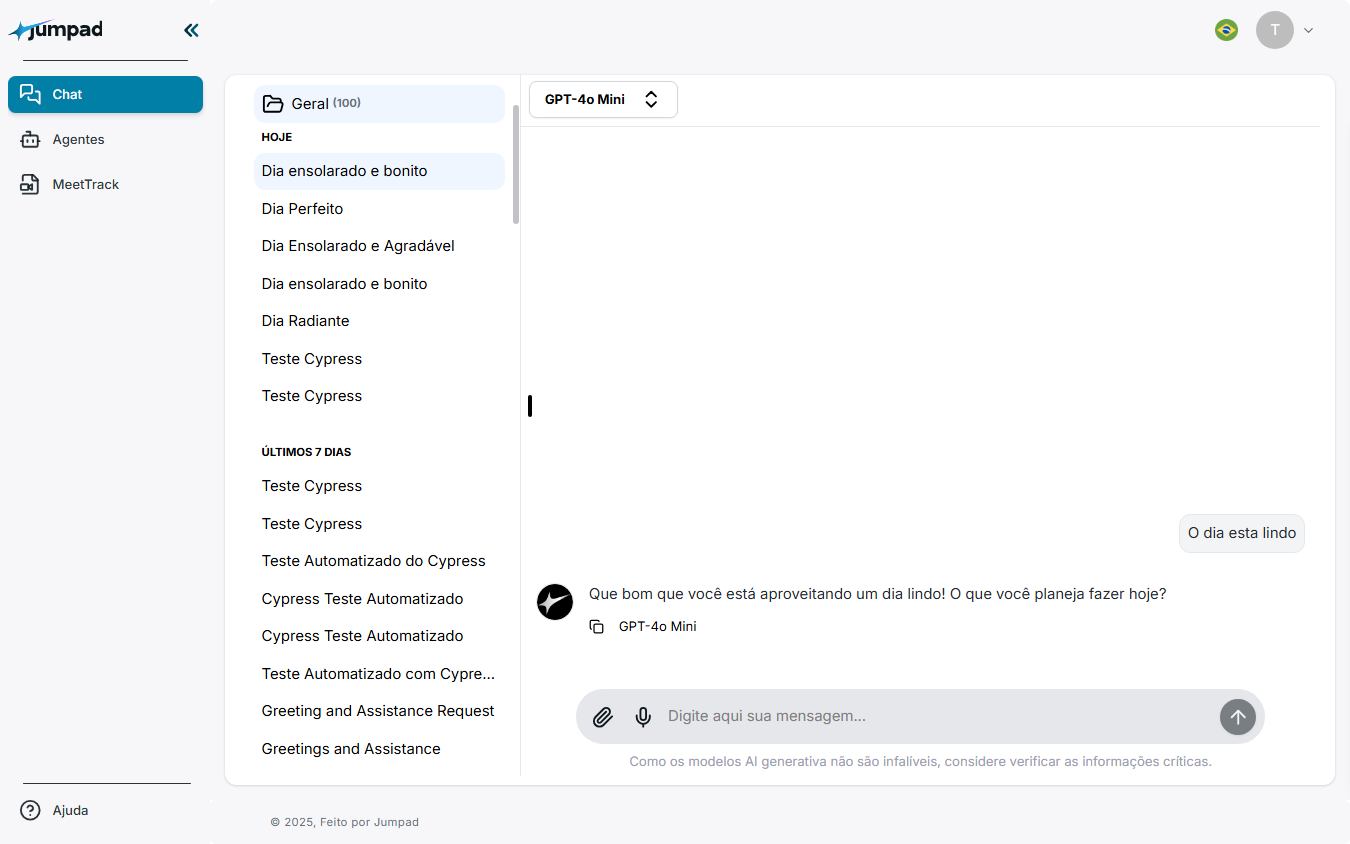 Jumpad
T
Chat
Agentes
MeetTrack
Ajuda
Geral (100)
HOJE
Dia ensolarado e bonito
Dia Perfeito
Dia Ensolarado e Agradável
Dia ensolarado e bonito
Dia Radiante
Teste Cypress
Teste Cypress
ÚLTIMOS 7 DIAS
Teste Cypress
Teste Cypress
Teste Automatizado do Cypress
Cypress Teste Automatizado
Cypress Teste Automatizado
Teste Automatizado com Cypre...
Greeting and Assistance Request
Greetings and Assistance
GPT-4o Mini
O dia esta lindo
Que bom que você está aproveitando um dia lindo! O que você planeja fazer hoje?
GPT-4o Mini
Digite aqui sua mensagem...
Como os modelos AI generativa não são infalíveis, considere verificar as informações críticas.
© 2025, Feito por Jumpad